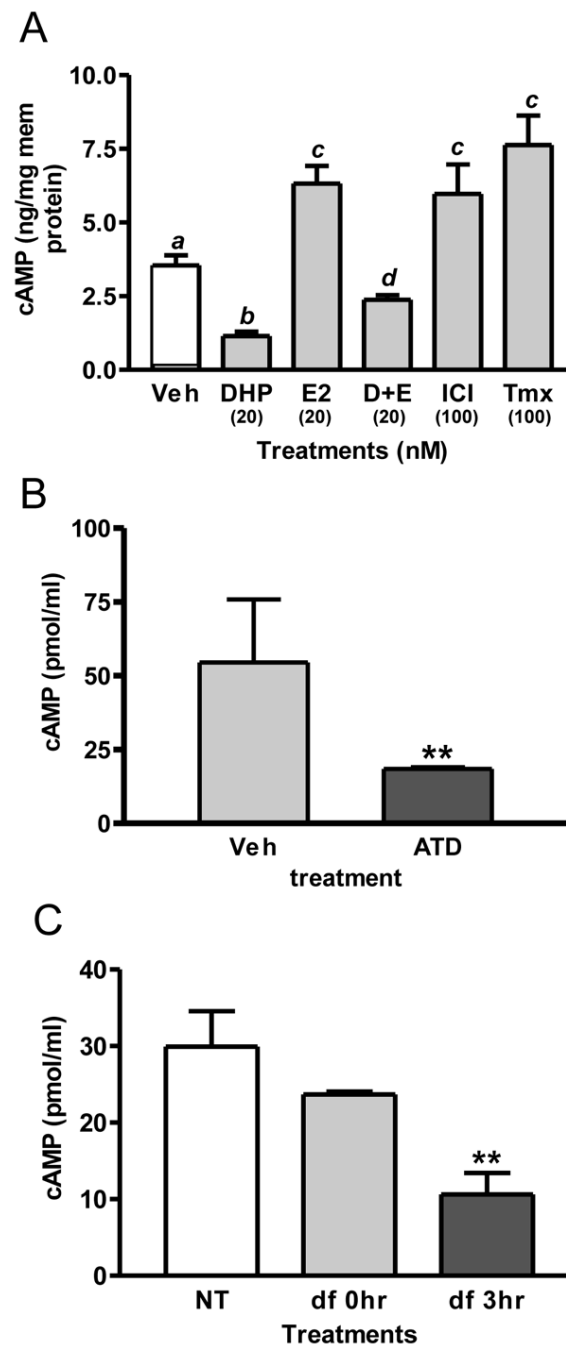 A
cAMP (ng/mg mem
protein)
10.0
7.5
5.0
2.5
0.0
a
b
c
d
c
c
Veh DHP E2 D+E ICI Tmx
(20) (20) (20) (100) (100)
Treatments (nM)
B
cAMP (pmol/ml)
100
75
50
25
0
**
Veh ATD
treatment
C
cAMP (pmol/ml)
40
30
20
10
0
**
NT df 0hr df 3hr
Treatments